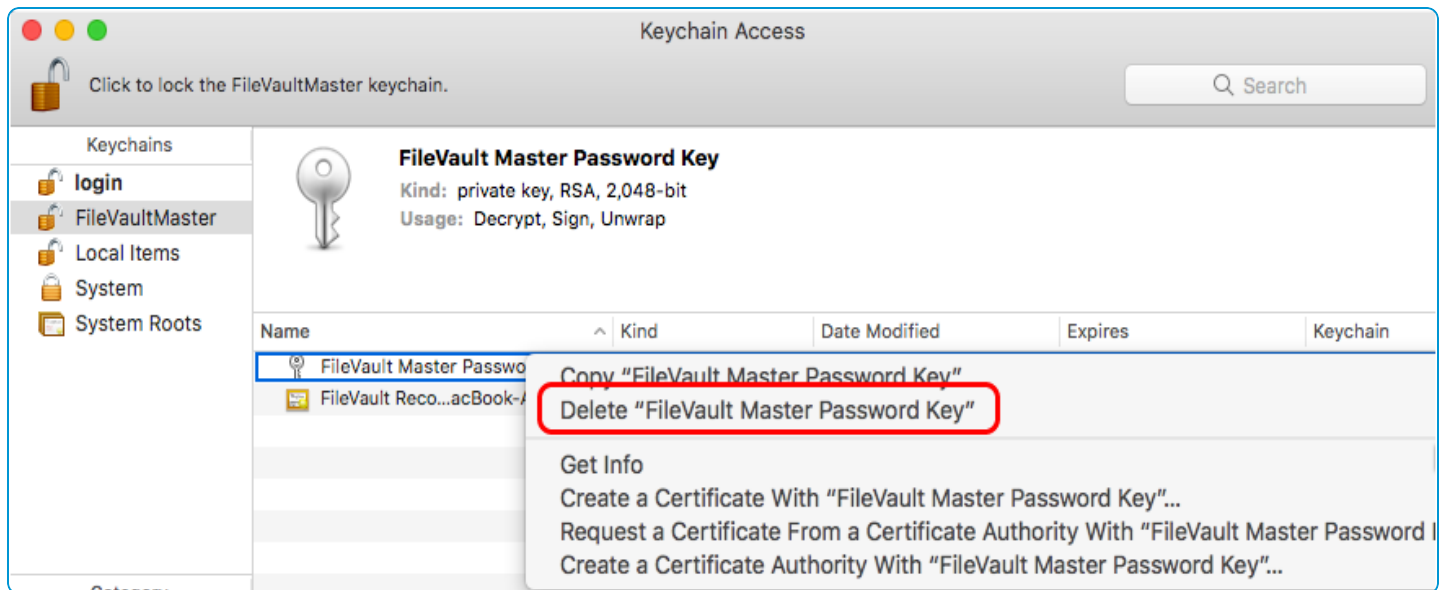 Keychain Access
Click to lock the FileVaultMaster keychain.
Search
Keychains
login
FileVaultMaster
Local Items
System
System Roots
FileVault Master Password Key
Kind: private key, RSA, 2,048-bit
Usage: Decrypt, Sign, Unwrap
Name Kind Date Modified Expires Keychain
FileVault Master Passwo
FileVault Reco...acBook-A
Copy “FileVault Master Password Key”
Delete “FileVault Master Password Key”
Get Info
Create a Certificate With “FileVault Master Password Key”...
Request a Certificate From a Certificate Authority With “FileVault Master Password
Create a Certificate Authority With “FileVault Master Password Key”...
Category